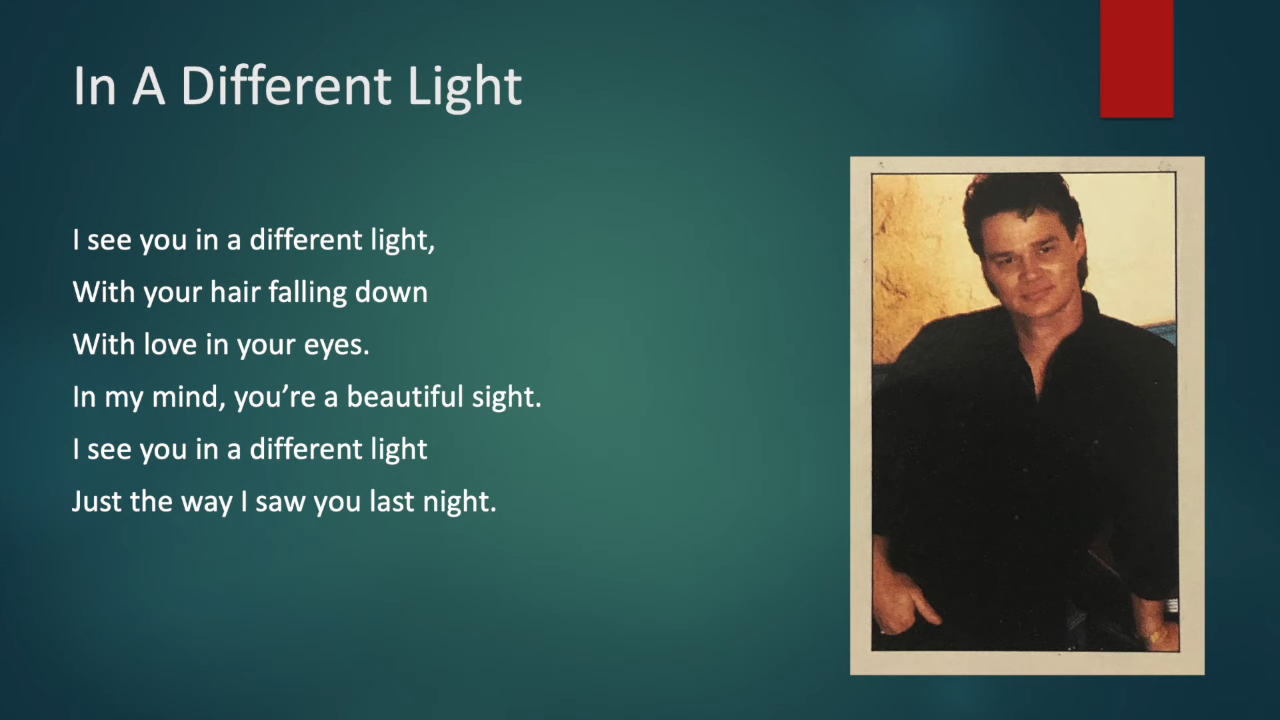 In A Different Light
I see you in a different light,
With your hair falling down
With love in your eyes.
In my mind, you’re a beautiful sight.
I see you in a different light
Just the way I saw you last night.